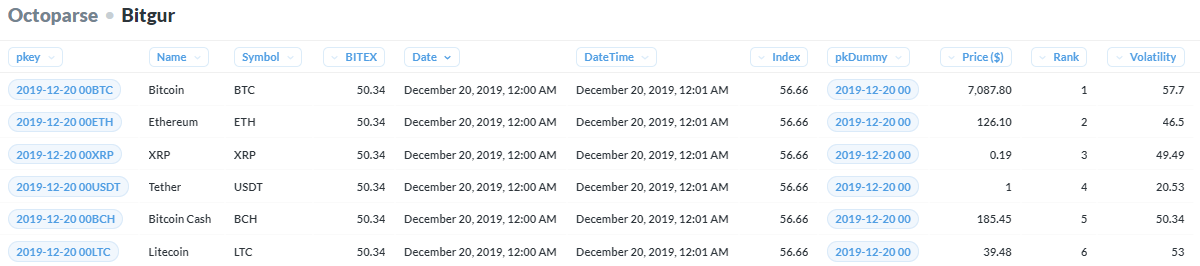 Octoparse • Bitgur
pkey Name Symbol BITEX Date DateTime Index pkDummy Price ($) Rank Volatility
2019-12-20 00BTC Bitcoin BTC 50.34 December 20, 2019, 12:00 AM December 20, 2019, 12:01 AM 56.66 2019-12-20 00 7,087.80 1 57.7
2019-12-20 00ETH Ethereum ETH 50.34 December 20, 2019, 12:00 AM December 20, 2019, 12:01 AM 56.66 2019-12-20 00 126.10 2 46.5
2019-12-20 00XRP XRP XRP 50.34 December 20, 2019, 12:00 AM December 20, 2019, 12:01 AM 56.66 2019-12-20 00 0.19 3 49.49
2019-12-20 00USDT Tether USDT 50.34 December 20, 2019, 12:00 AM December 20, 2019, 12:01 AM 56.66 2019-12-20 00 1 4 20.53
2019-12-20 00BCH Bitcoin Cash BCH 50.34 December 20, 2019, 12:00 AM December 20, 2019, 12:01 AM 56.66 2019-12-20 00 185.45 5 50.34
2019-12-20 00LTC Litecoin LTC 50.34 December 20, 2019, 12:00 AM December 20, 2019, 12:01 AM 56.66 2019-12-20 00 39.48 6 53